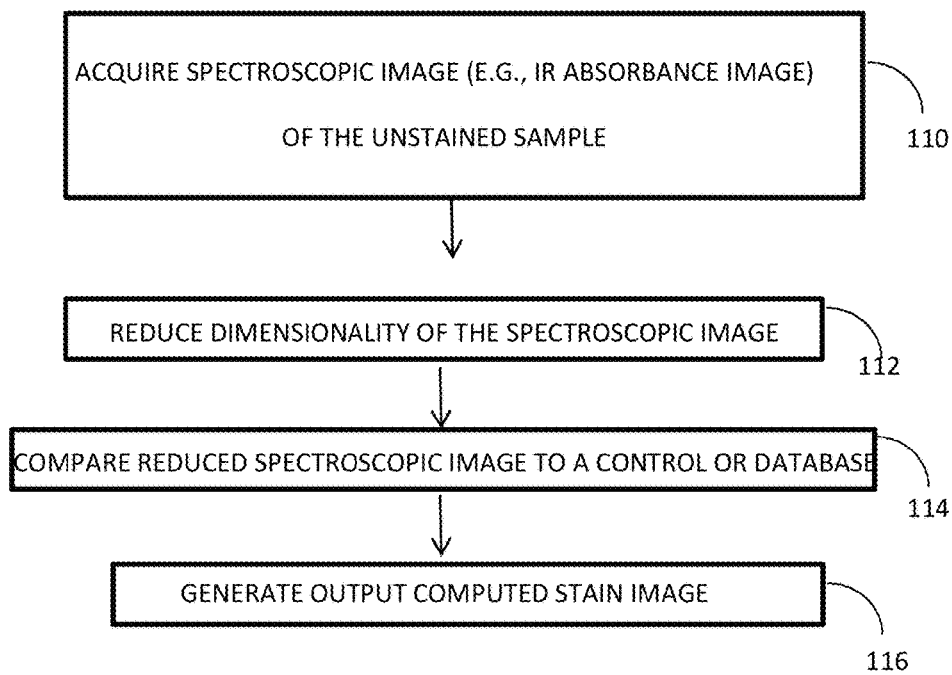 ACQUIRE SPECTROSCOPIC IMAGE (E.G., IR ABSORBANCE IMAGE)
OF THE UNSTAINED SAMPLE
110
REDUCE DIMENSIONALITY OF THE SPECTROSCOPIC IMAGE
112
COMPARE REDUCED SPECTROSCOPIC IMAGE TO A CONTROL OR DATABASE
114
GENERATE OUTPUT COMPUTED STAIN IMAGE
116